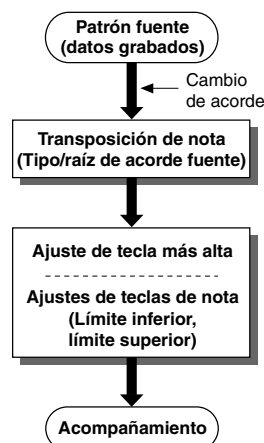 Patrón fuente
(datos grabados)
Cambio
de acorde
Transposición de nota
(Tipo/raíz de acorde fuente)
Ajuste de tecla más alta
Ajustes de teclas de nota
(Límite inferior,
límite superior)
Acompañamiento